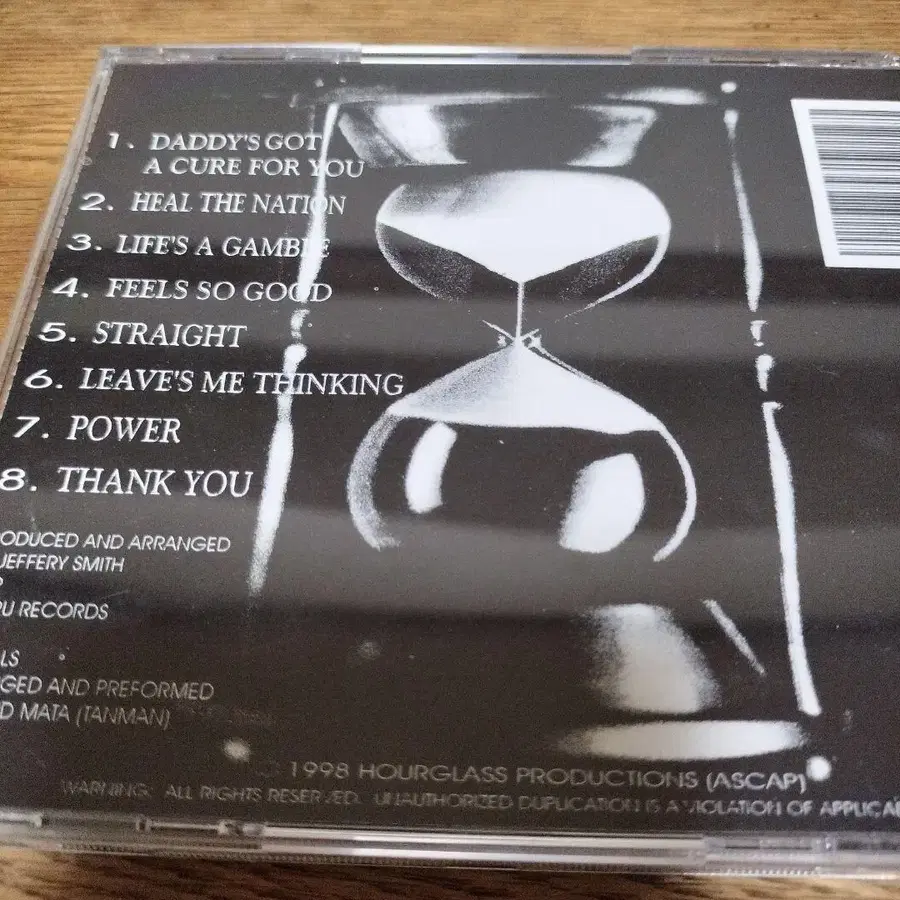 1. DADDY'S GOT
A CURE FOR YOU
2. HEAL THE NATION
3. LIFE'S A GAMBLE
4. FEELS SO GOOD
5. STRAIGHT
6. LEAVE'S ME THINKING
7. POWER
8. THANK YOU
ODUCED AND ARRANGED
JEFFERY SMITH
RU RECORDS
LS
GED AND PREFORMED
D MATA (TANMAN)
© 1998 HOURGLASS PRODUCTIONS (ASCAP)
WARNING: ALL RIGHTS RESERVED. UNAUTHORIZED DUPLICATION IS A VIOLATION OF APPLICA